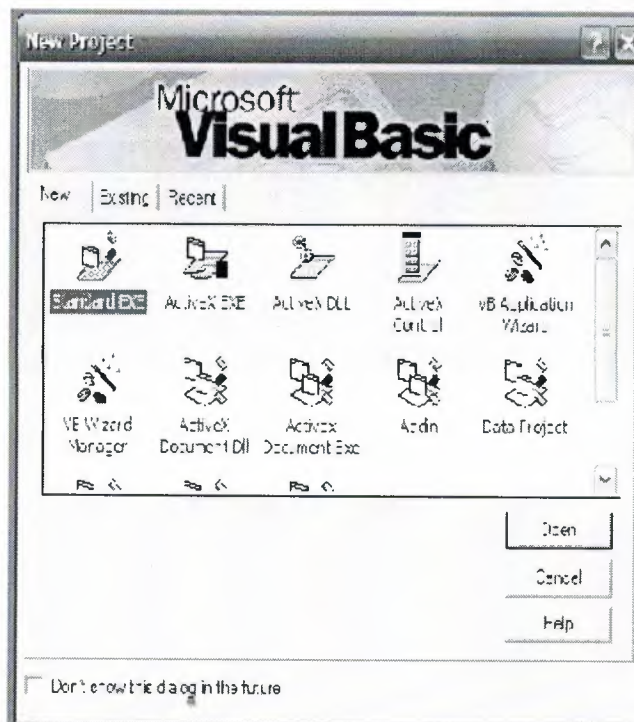 New Project
Microsoft
Visual Basic
New Existing Recent
Standard EXE ActiveX EXE ActiveX DLL ActiveX Control VB Application Wizard
VB Wizard Manager ActiveX Document Dll Activex Document Exe Addin Data Project
Open
Cancel
Help
Don't show this dialog in the future